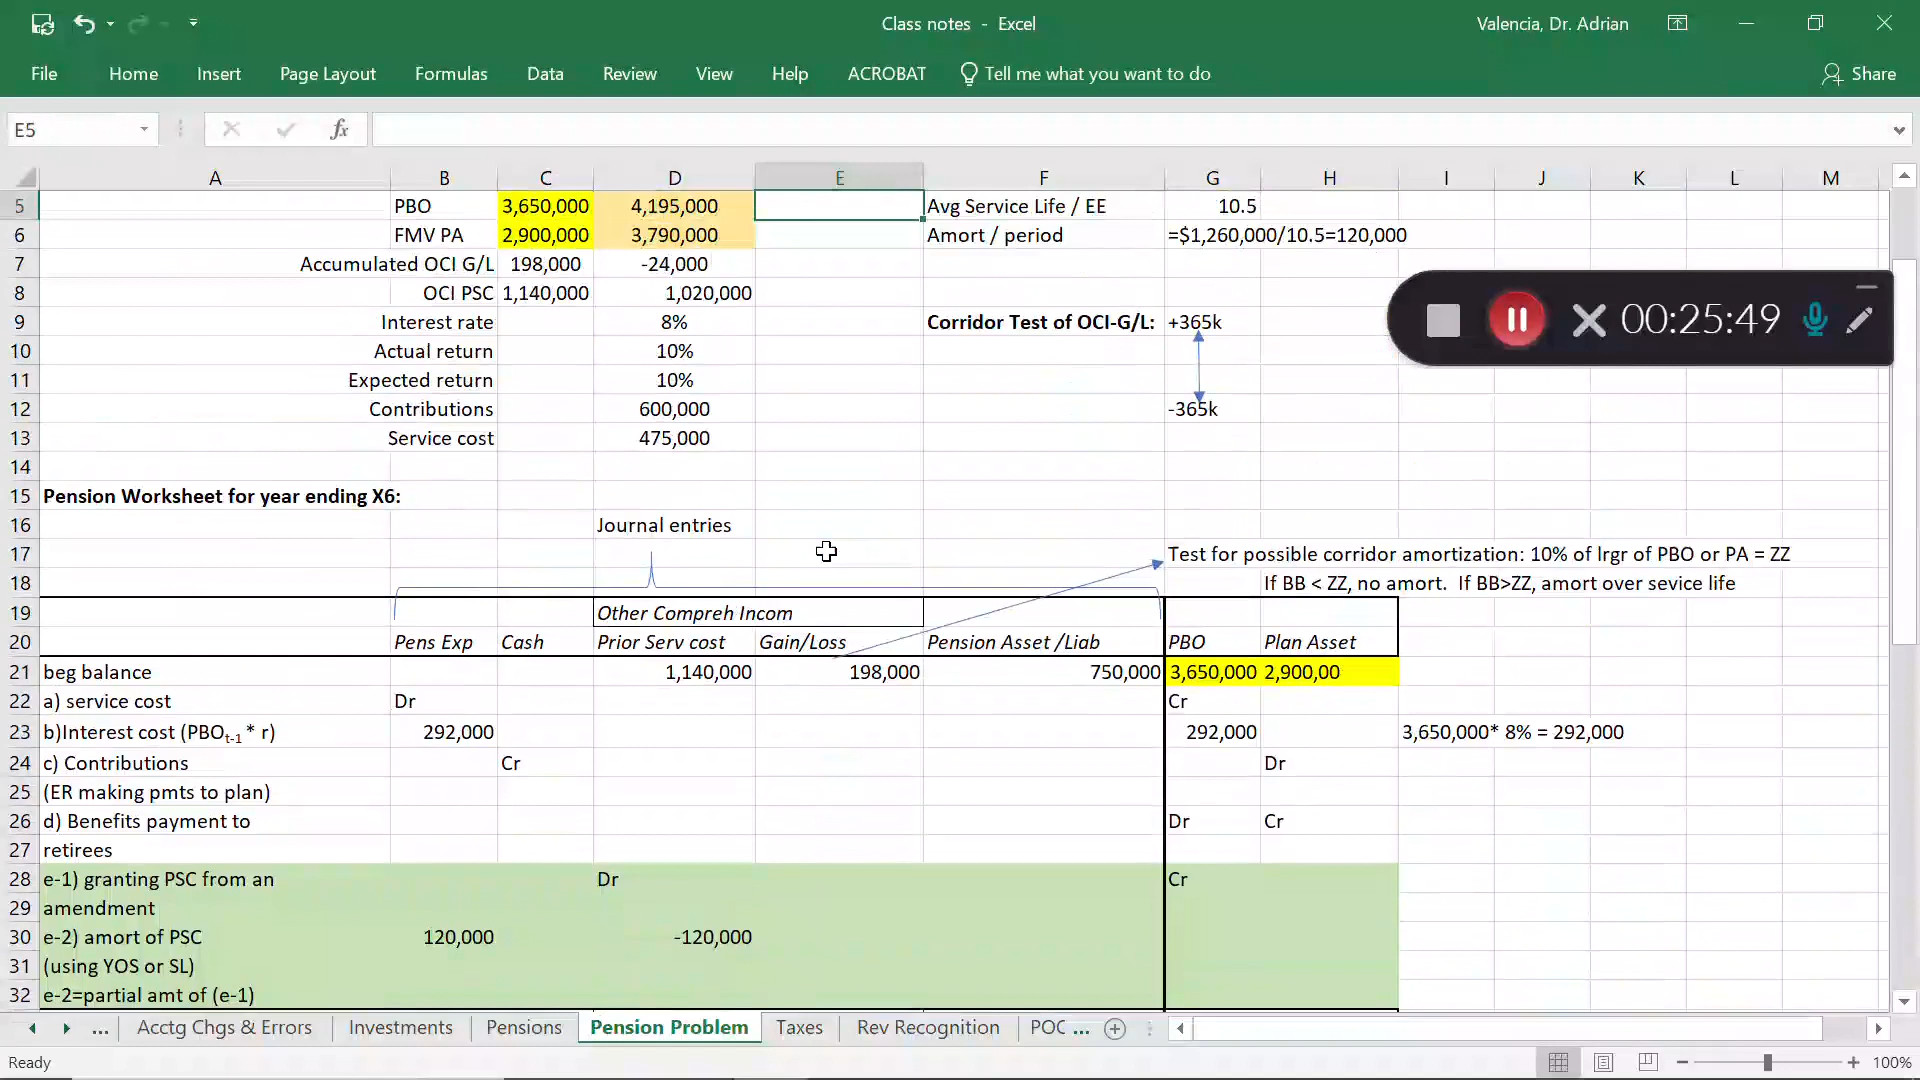 Class notes - Excel
Valencia, Dr. Adrian
File Home Insert Page Layout Formulas Data Review View Help ACROBAT Tell me what you want to do Share
E5 fx
A B C D E F G H I J K L M
5 PBO 3,650,000 4,195,000 Avg Service Life / EE 10.5
6 FMV PA 2,900,000 3,790,000 Amort / period =$1,260,000/10.5=120,000
7 Accumulated OCI G/L 198,000 -24,000
8 OCI PSC 1,140,000 1,020,000
9 Interest rate 8% Corridor Test of OCI-G/L: +365k
00:25:49
10 Actual return 10%
11 Expected return 10%
12 Contributions 600,000 -365k
13 Service cost 475,000
14
15 Pension Worksheet for year ending X6:
16 Journal entries
17 Test for possible corridor amortization: 10% of lrgr of PBO or PA = ZZ
18 If BB < ZZ, no amort. If BB>ZZ, amort over sevice life
19 Other Compreh Incom
20 Pens Exp Cash Prior Serv cost Gain/Loss Pension Asset /Liab PBO Plan Asset
21 beg balance 1,140,000 198,000 750,000 3,650,000 2,900,00
22 a) service cost Dr Cr
23 b)Interest cost (PBOt-1 * r) 292,000 292,000 3,650,000* 8% = 292,000
24 c) Contributions Cr Dr
25 (ER making pmts to plan)
26 d) Benefits payment to Dr Cr
27 retirees
28 e-1) granting PSC from an Dr Cr
29 amendment
30 e-2) amort of PSC 120,000 -120,000
31 (using YOS or SL)
32 e-2=partial amt of (e-1)
... Acctg Chgs & Errors Investments Pensions Pension Problem Taxes Rev Recognition POC ...
Ready 100%